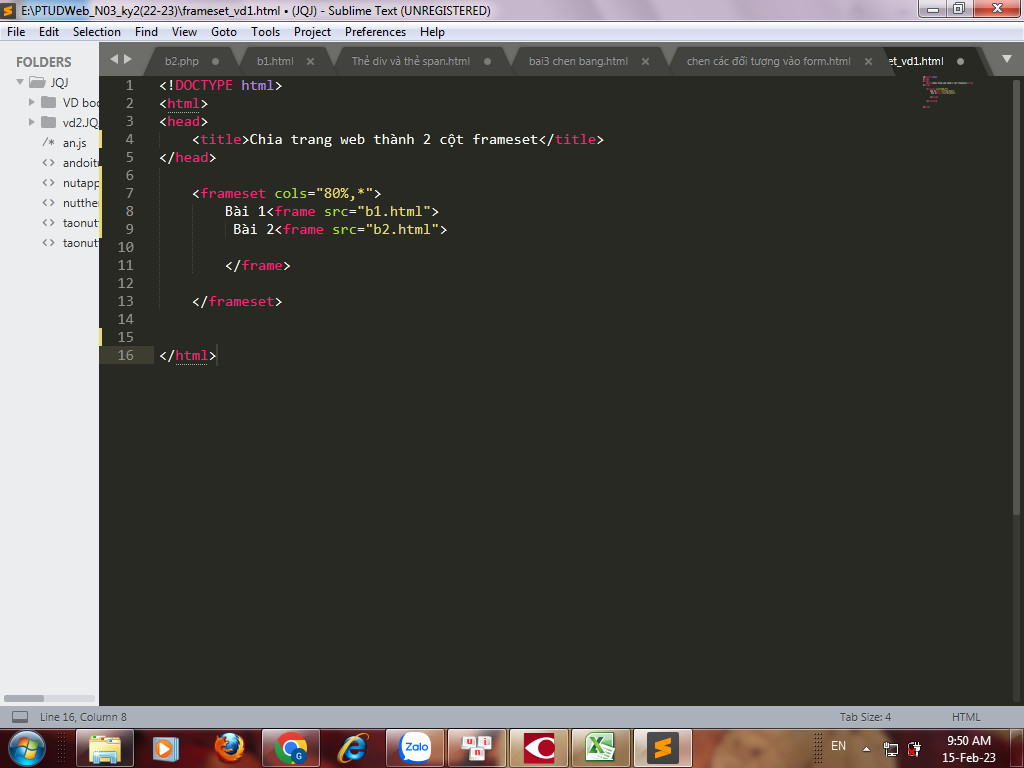 E:\PTUDWeb_N03_ky2(22-23)\frameset_vd1.html • (JQJ) - Sublime Text (UNREGISTERED)
File Edit Selection Find View Goto Tools Project Preferences Help
FOLDERS
JQJ
VD boo
vd2.JQ
/* an.js
<> andoitu
<> nutapp
<> nutthe
<> taonut
<> taonut
b2.php
b1.html
Thẻ div và thẻ span.html
bai3 chen bang.html
chen các đối tượng vào form.html
et_vd1.html
1 <!DOCTYPE html>
2 <html>
3 <head>
4 <title>Chia trang web thành 2 cột frameset</title>
5 </head>
6
7 <frameset cols="80%,*">
8 Bài 1<frame src="b1.html">
9 Bài 2<frame src="b2.html">
10
11 </frame>
12
13 </frameset>
14
15
16 </html>
Line 16, Column 8
Tab Size: 4
HTML
Zalo
u n i
EN
9:50 AM
15-Feb-23